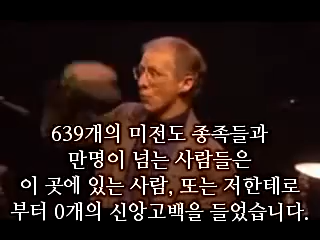 639개의 미전도 종족들과
만명이 넘는 사람들은
이 곳에 있는 사람, 또는 저한테로
부터 0개의 신앙고백을 들었습니다.